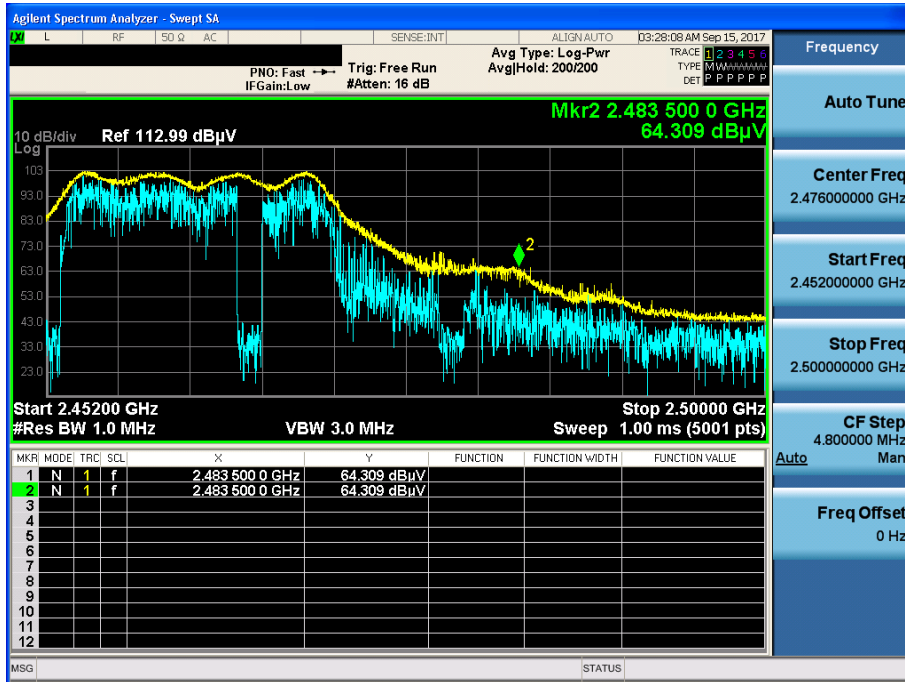 Agilent Spectrum Analyzer - Swept SA
LXI L RF 50 Ω AC SENSE:INT ALIGN AUTO 03:28:08 AM Sep 15, 2017
PNO: Fast
IFGain:Low
Trig: Free Run
#Atten: 16 dB
Avg Type: Log-Pwr
Avg|Hold: 200/200
TRACE 1 2 3 4 5 6
TYPE M W
DET P P P P P P
Mkr2 2.483 500 0 GHz
64.309 dBµV
10 dB/div Ref 112.99 dBµV
Log
103
93.0
83.0
73.0
63.0
53.0
43.0
33.0
23.0
2
Start 2.45200 GHz Stop 2.50000 GHz
#Res BW 1.0 MHz VBW 3.0 MHz Sweep 1.00 ms (5001 pts)
MKR MODE TRC SCL X Y FUNCTION FUNCTION WIDTH FUNCTION VALUE
1 N 1 f 2.483 500 0 GHz 64.309 dBµV
2 N 1 f 2.483 500 0 GHz 64.309 dBµV
3
4
5
6
7
8
9
10
11
12
MSG STATUS
Frequency
Auto Tune
Center Freq
2.476000000 GHz
Start Freq
2.452000000 GHz
Stop Freq
2.500000000 GHz
CF Step
4.800000 MHz
Auto Man
Freq Offset
0 Hz